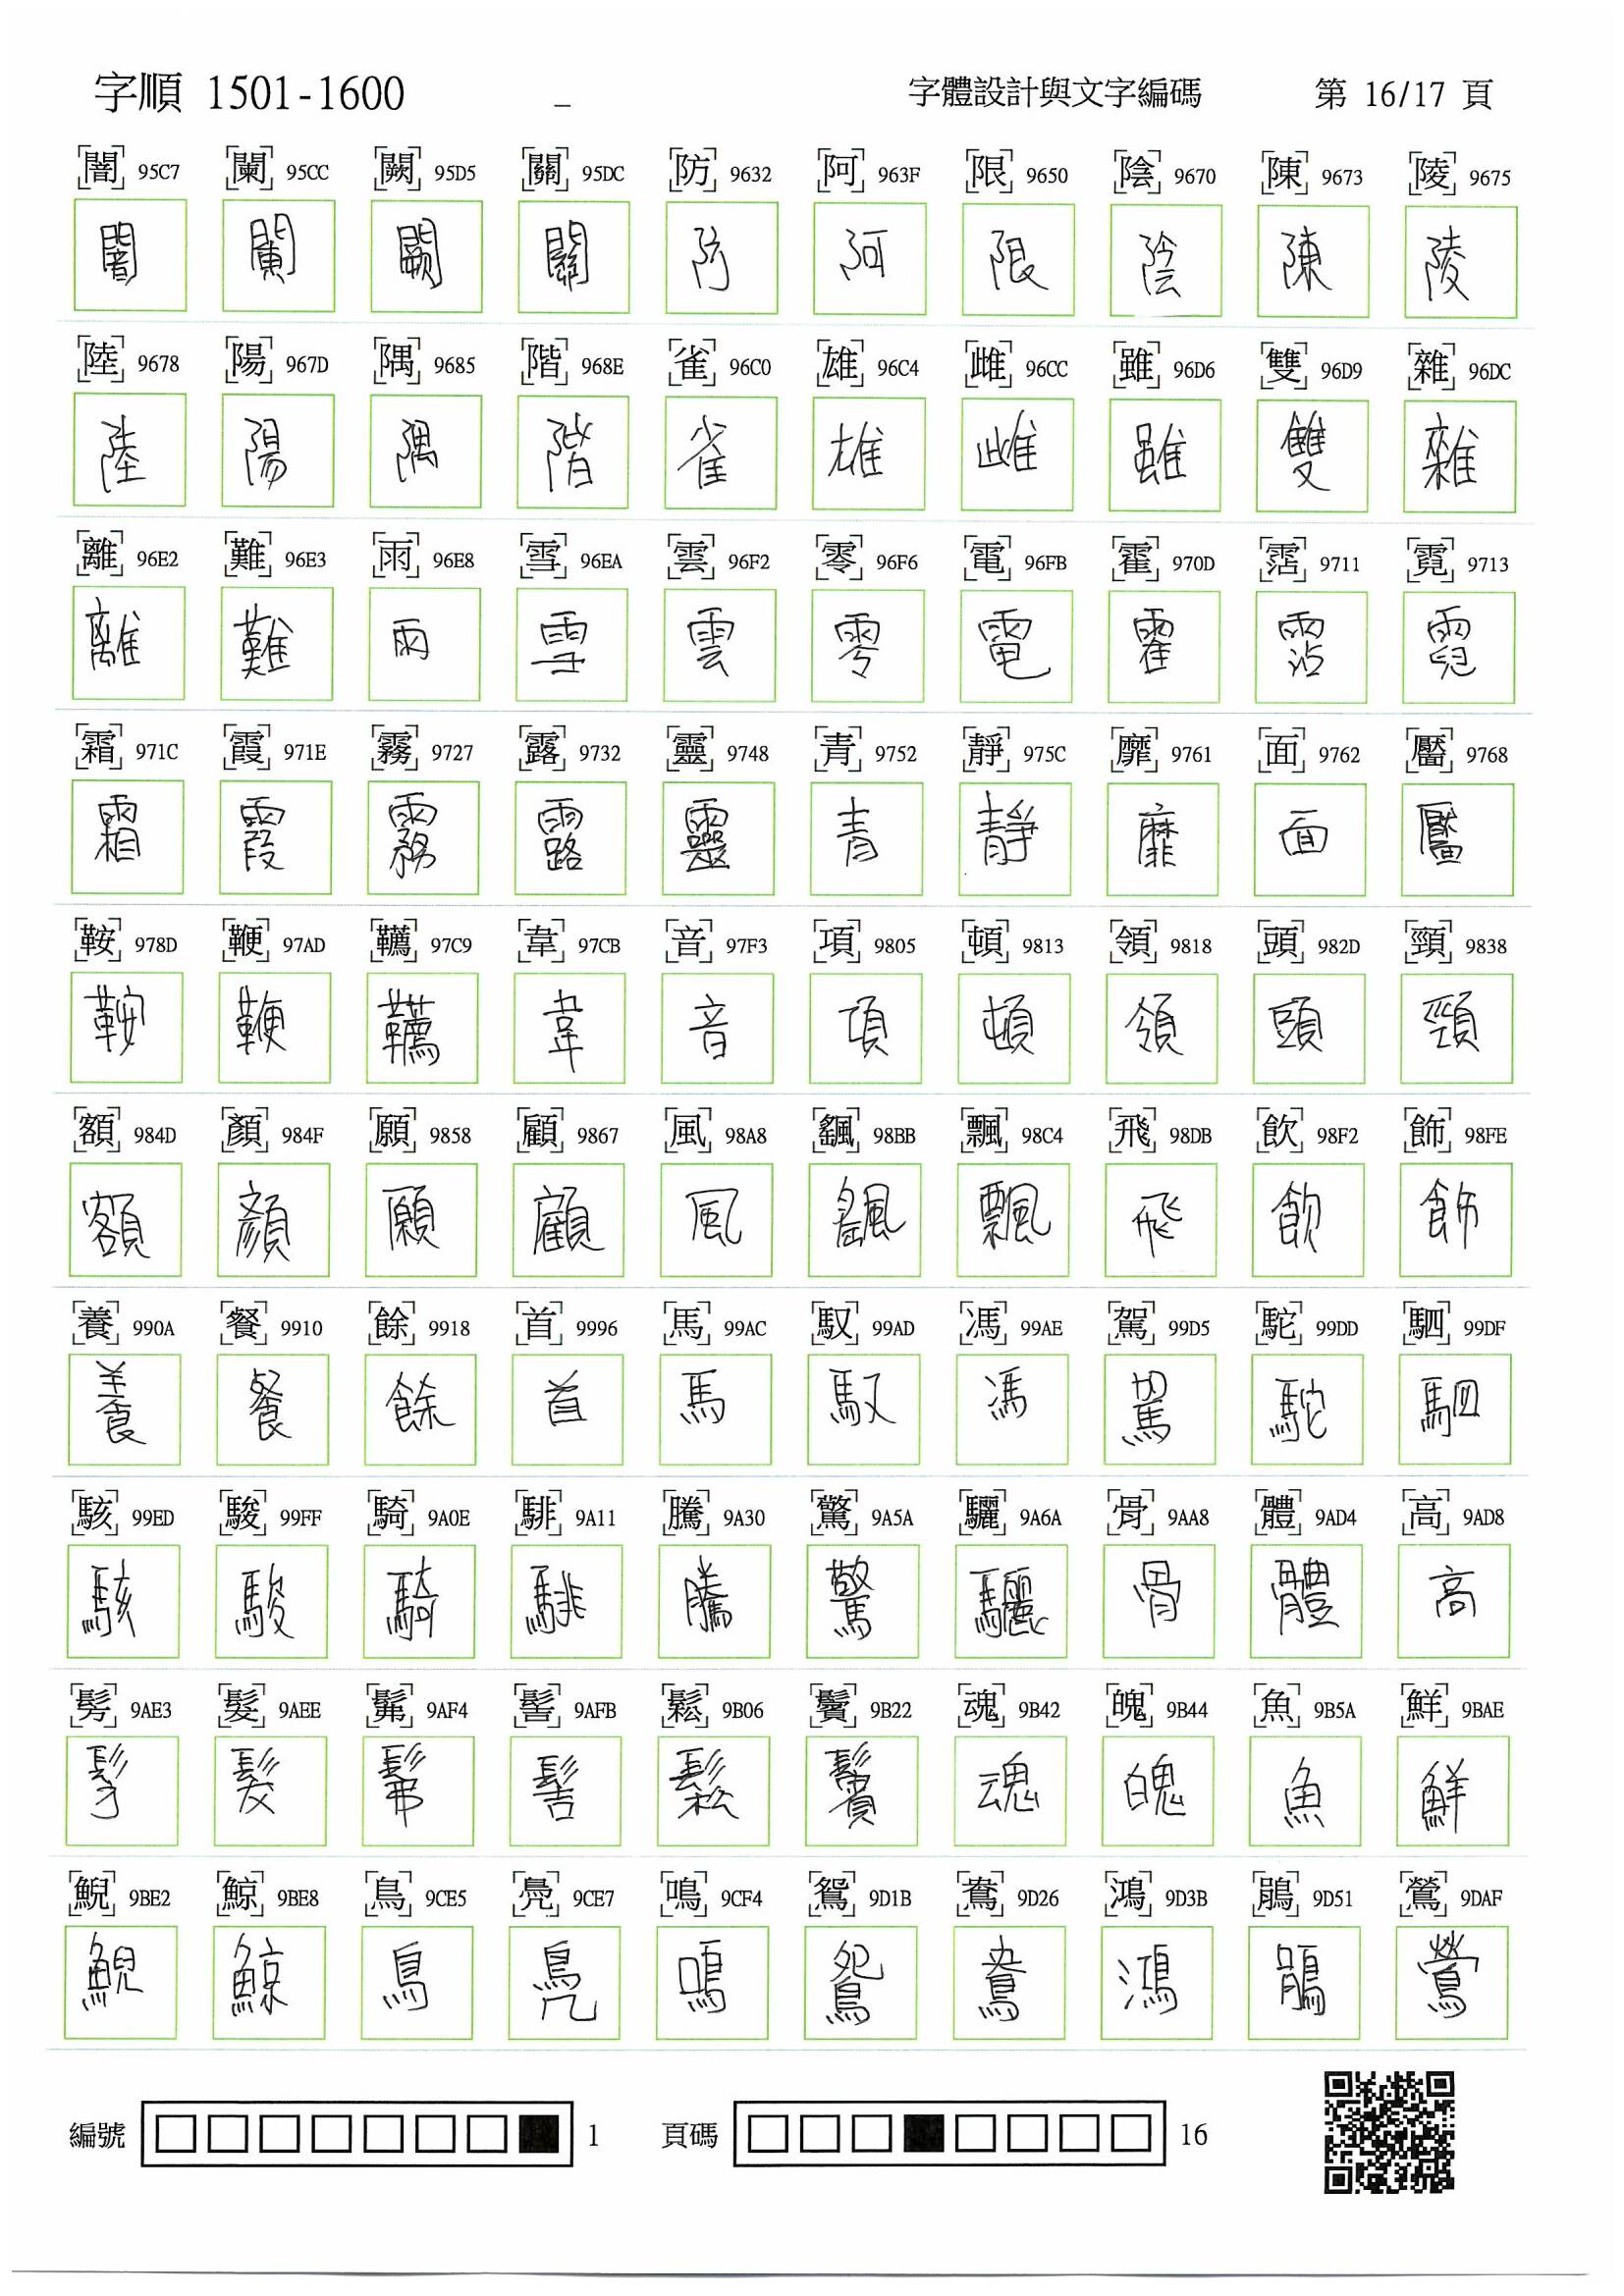 字順 1501-1600 _ 字體設計與文字編碼 第 16/17 頁
闇 95C7 闌 95CC 闕 95D5 關 95DC 防 9632 阿 963F 限 9650 陰 9670 陳 9673 陵 9675
闇 闌 闕 關 防 阿 限 陰 陳 陵
陸 9678 陽 967D 隅 9685 階 968E 雀 96C0 雄 96C4 雌 96CC 雖 96D6 雙 96D9 雜 96DC
陸 陽 隅 階 雀 雄 雌 雖 雙 雜
離 96E2 難 96E3 雨 96E8 雪 96EA 雲 96F2 零 96F6 電 96FB 霍 970D 霑 9711 霓 9713
離 難 雨 雪 雲 零 電 霍 霑 霓
霜 971C 霞 971E 霧 9727 露 9732 靈 9748 青 9752 靜 975C 靡 9761 面 9762 靨 9768
霜 霞 霧 露 靈 青 靜 靡 面 靨
鞍 978D 鞭 97AD 韉 97C9 韋 97CB 音 97F3 項 9805 頓 9813 領 9818 頭 982D 頸 9838
鞍 鞭 韉 韋 音 項 頓 領 頭 頸
額 984D 顏 984F 願 9858 顧 9867 風 98A8 颻 98BB 飄 98C4 飛 98DB 飲 98F2 飾 98FE
額 顏 願 顧 風 颻 飄 飛 飲 飾
養 990A 餐 9910 餘 9918 首 9996 馬 99AC 馭 99AD 馮 99AE 駕 99D5 駝 99DD 駟 99DF
養 餐 餘 首 馬 馭 馮 駕 駝 駟
駭 99ED 駿 99FF 騎 9A0E 騑 9A11 騰 9A30 驚 9A5A 驪 9A6A 骨 9AA8 體 9AD4 高 9AD8
駭 駿 騎 騑 騰 驚 驪 骨 體 高
髣 9AE3 髮 9AEE 髴 9AF4 髻 9AFB 鬆 9B06 鬢 9B22 魂 9B42 魄 9B44 魚 9B5A 鮮 9BAE
髣 髮 髴 髻 鬆 鬢 魂 魄 魚 鮮
鯢 9BE2 鯨 9BE8 鳥 9CE5 鳧 9CE7 鳴 9CF4 鴛 9D1B 鴦 9D26 鴻 9D3B 鵑 9D51 鶯 9DAF
鯢 鯨 鳥 鳧 鳴 鴛 鴦 鴻 鵑 鶯
編號 1 頁碼 16